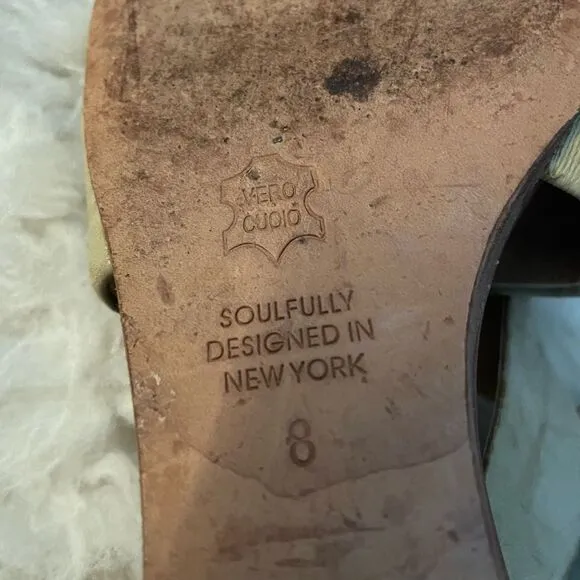 VERO
CUOIO
SOULFULLY
DESIGNED IN
NEW YORK
8